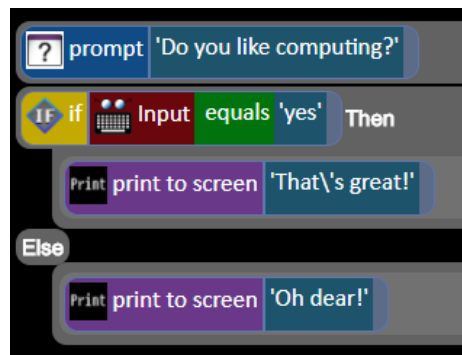 ? prompt 'Do you like computing?'
IF if Input equals 'yes' Then
Print print to screen 'That\'s great!'
Else
Print print to screen 'Oh dear!'